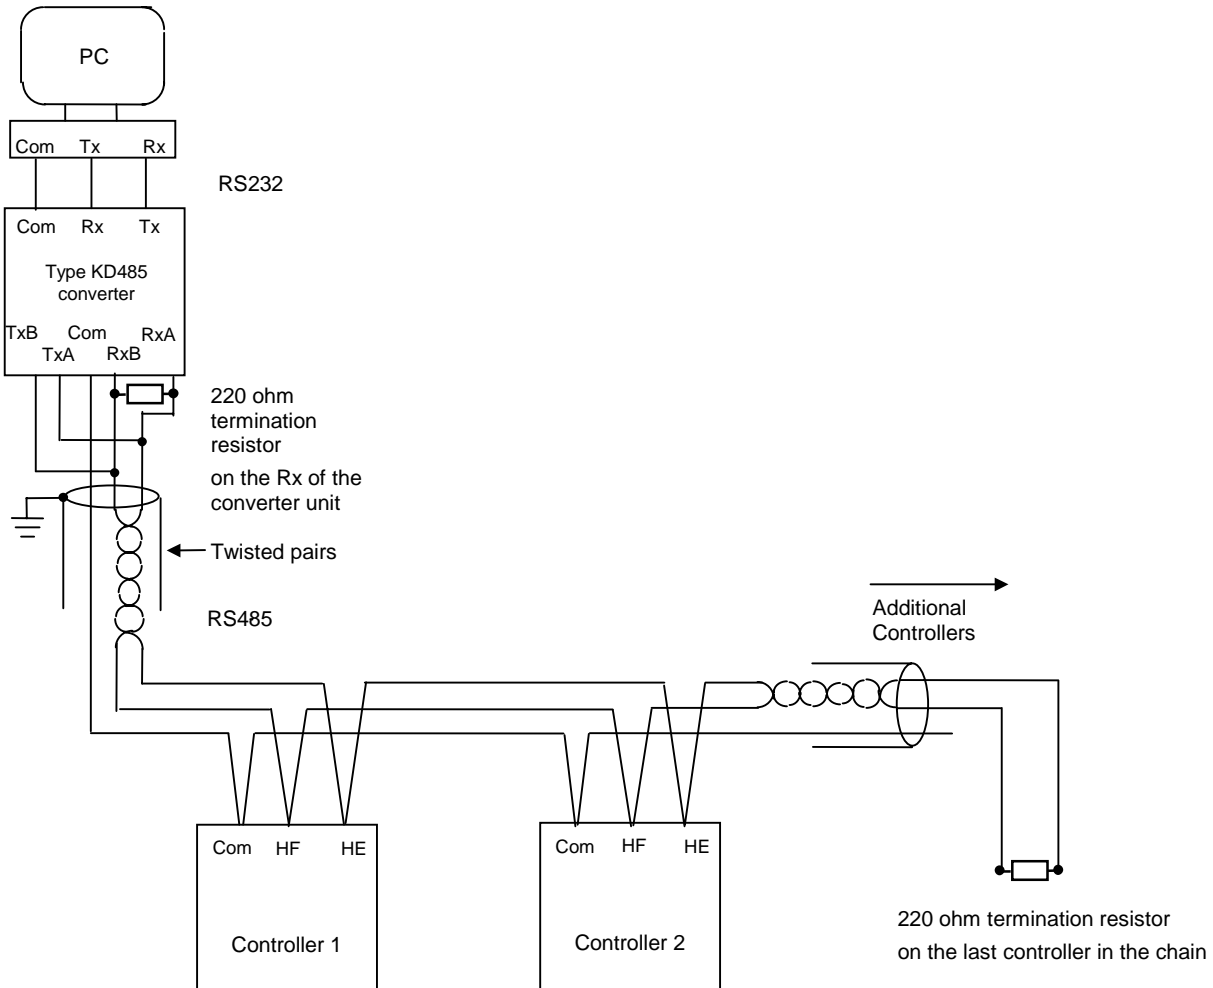 PC
Com Tx Rx
RS232
Com Rx Tx
Type KD485
converter
TxB Com RxA
TxA RxB
220 ohm
termination
resistor
on the Rx of the
converter unit
Twisted pairs
RS485
Additional
Controllers
Com HF HE
Controller 1
Com HF HE
Controller 2
220 ohm termination resistor
on the last controller in the chain